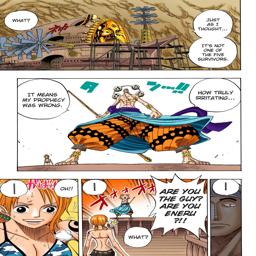 JUST
AS I
THOUGHT...
IT'S NOT
ONE OF
THE FIVE
SURVIVORS.
WHAT?
HOW TRULY
IRRITATING...
IT MEANS
MY PROPHECY
WAS WRONG.
I
ARE YOU
THE GUY?
ARE YOU
ENERU
?!!
WHAT?
I
OH!!
I